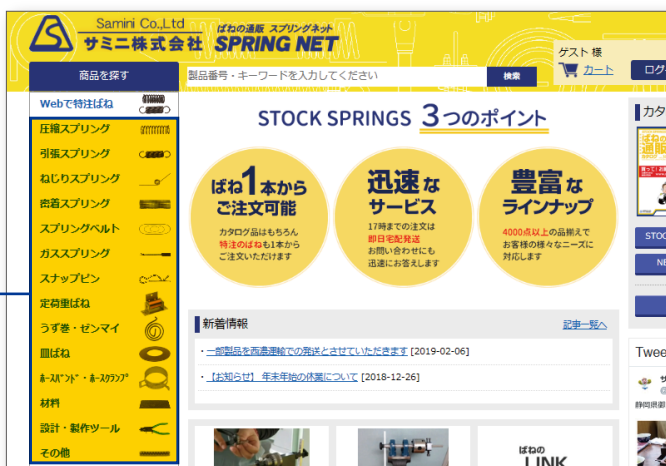 Samini Co.,Ltd
サミニ株式会社
ばねの通販 スプリングネット
SPRING NET
ゲスト 様
カート
ログ
商品を探す
製品番号・キーワードを入力してください
検索
Webで特注ばね
圧縮スプリング
引張スプリング
ねじりスプリング
密着スプリング
スプリングベルト
ガススプリング
スナップピン
定荷重ばね
うず巻・ゼンマイ
皿ばね
ﾎｰｽﾊﾞﾝﾄﾞ・ﾎｰｽｸﾗﾝﾌﾟ
材料
設計・製作ツール
その他
STOCK SPRINGS 3つのポイント
ばね1本から
ご注文可能
カタログ品はもちろん
特注のばねも1本から
ご注文いただけます
迅速な
サービス
17時までの注文は
即日宅配発送
お問い合わせにも
迅速にお答えします
豊富な
ラインナップ
4000点以上の品揃えで
お客様の様々なニーズに
対応します
新着情報
記事一覧へ
・一部製品を西濃運輸での発送とさせていただきます [2019-02-06]
・【お知らせ】 年末年始の休業について [2018-12-26]
ばねの
LINK
カタ
ばねの
通販
STOC
NE
Twee
サ
静岡県御